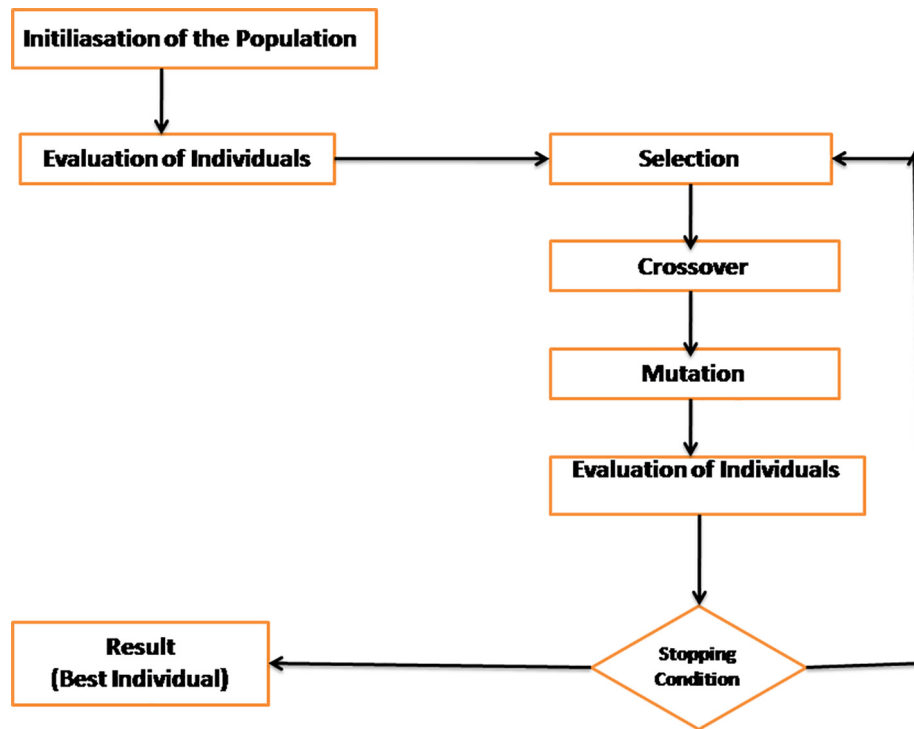 Initiliasation of the Population
Evaluation of Individuals
Selection
Crossover
Mutation
Evaluation of Individuals
Stopping
Condition
Result
(Best Individual)